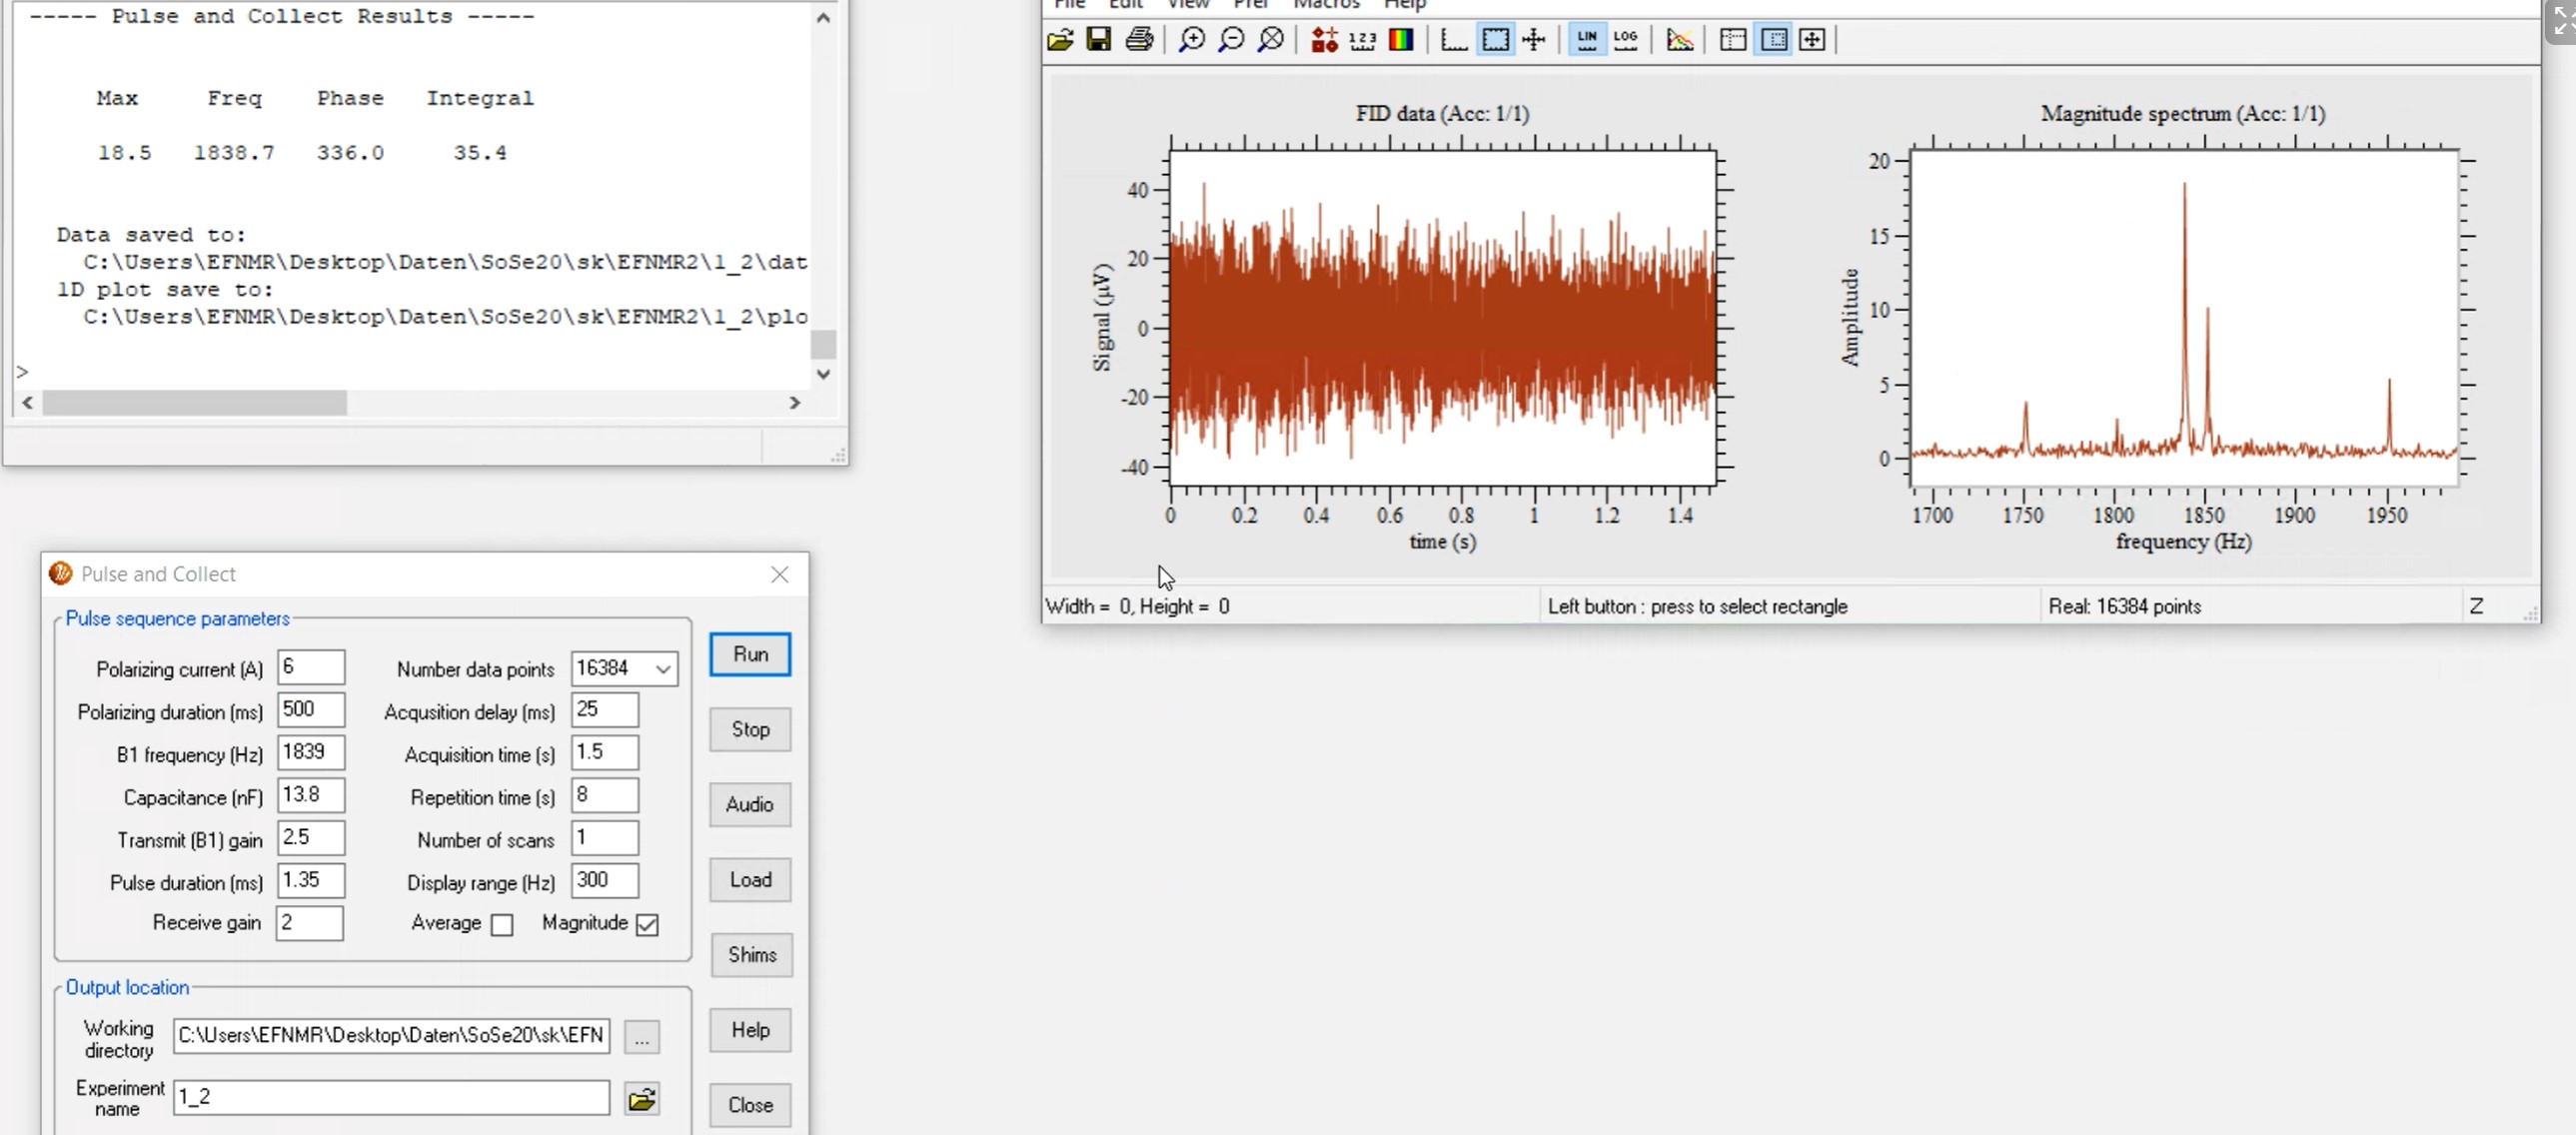 ----- Pulse and Collect Results -----
Max Freq Phase Integral
18.5 1838.7 336.0 35.4
Data saved to:
C:\Users\EFNMR\Desktop\Daten\SoSe20\sk\EFNMR2\1_2\dat
1D plot save to:
C:\Users\EFNMR\Desktop\Daten\SoSe20\sk\EFNMR2\1_2\plo
>
File Edit View Pref Macros Help
1 2 3 LIN LOG
FID data (Acc: 1/1)
Signal (µV)
40
20
0
-20
-40
0 0.2 0.4 0.6 0.8 1 1.2 1.4
time (s)
Magnitude spectrum (Acc: 1/1)
Amplitude
20
15
10
5
0
1700 1750 1800 1850 1900 1950
frequency (Hz)
Width = 0, Height = 0
Left button : press to select rectangle
Real: 16384 points
Z
Pulse and Collect
Pulse sequence parameters
Polarizing current (A) 6 Number data points 16384
Polarizing duration (ms) 500 Acqusition delay (ms) 25
B1 frequency (Hz) 1839 Acquisition time (s) 1.5
Capacitance (nF) 13.8 Repetition time (s) 8
Transmit (B1) gain 2.5 Number of scans 1
Pulse duration (ms) 1.35 Display range (Hz) 300
Receive gain 2 Average Magnitude
Run
Stop
Audio
Load
Shims
Help
Close
Output location
Working
directory
C:\Users\EFNMR\Desktop\Daten\SoSe20\sk\EFN
...
Experiment
name
1_2